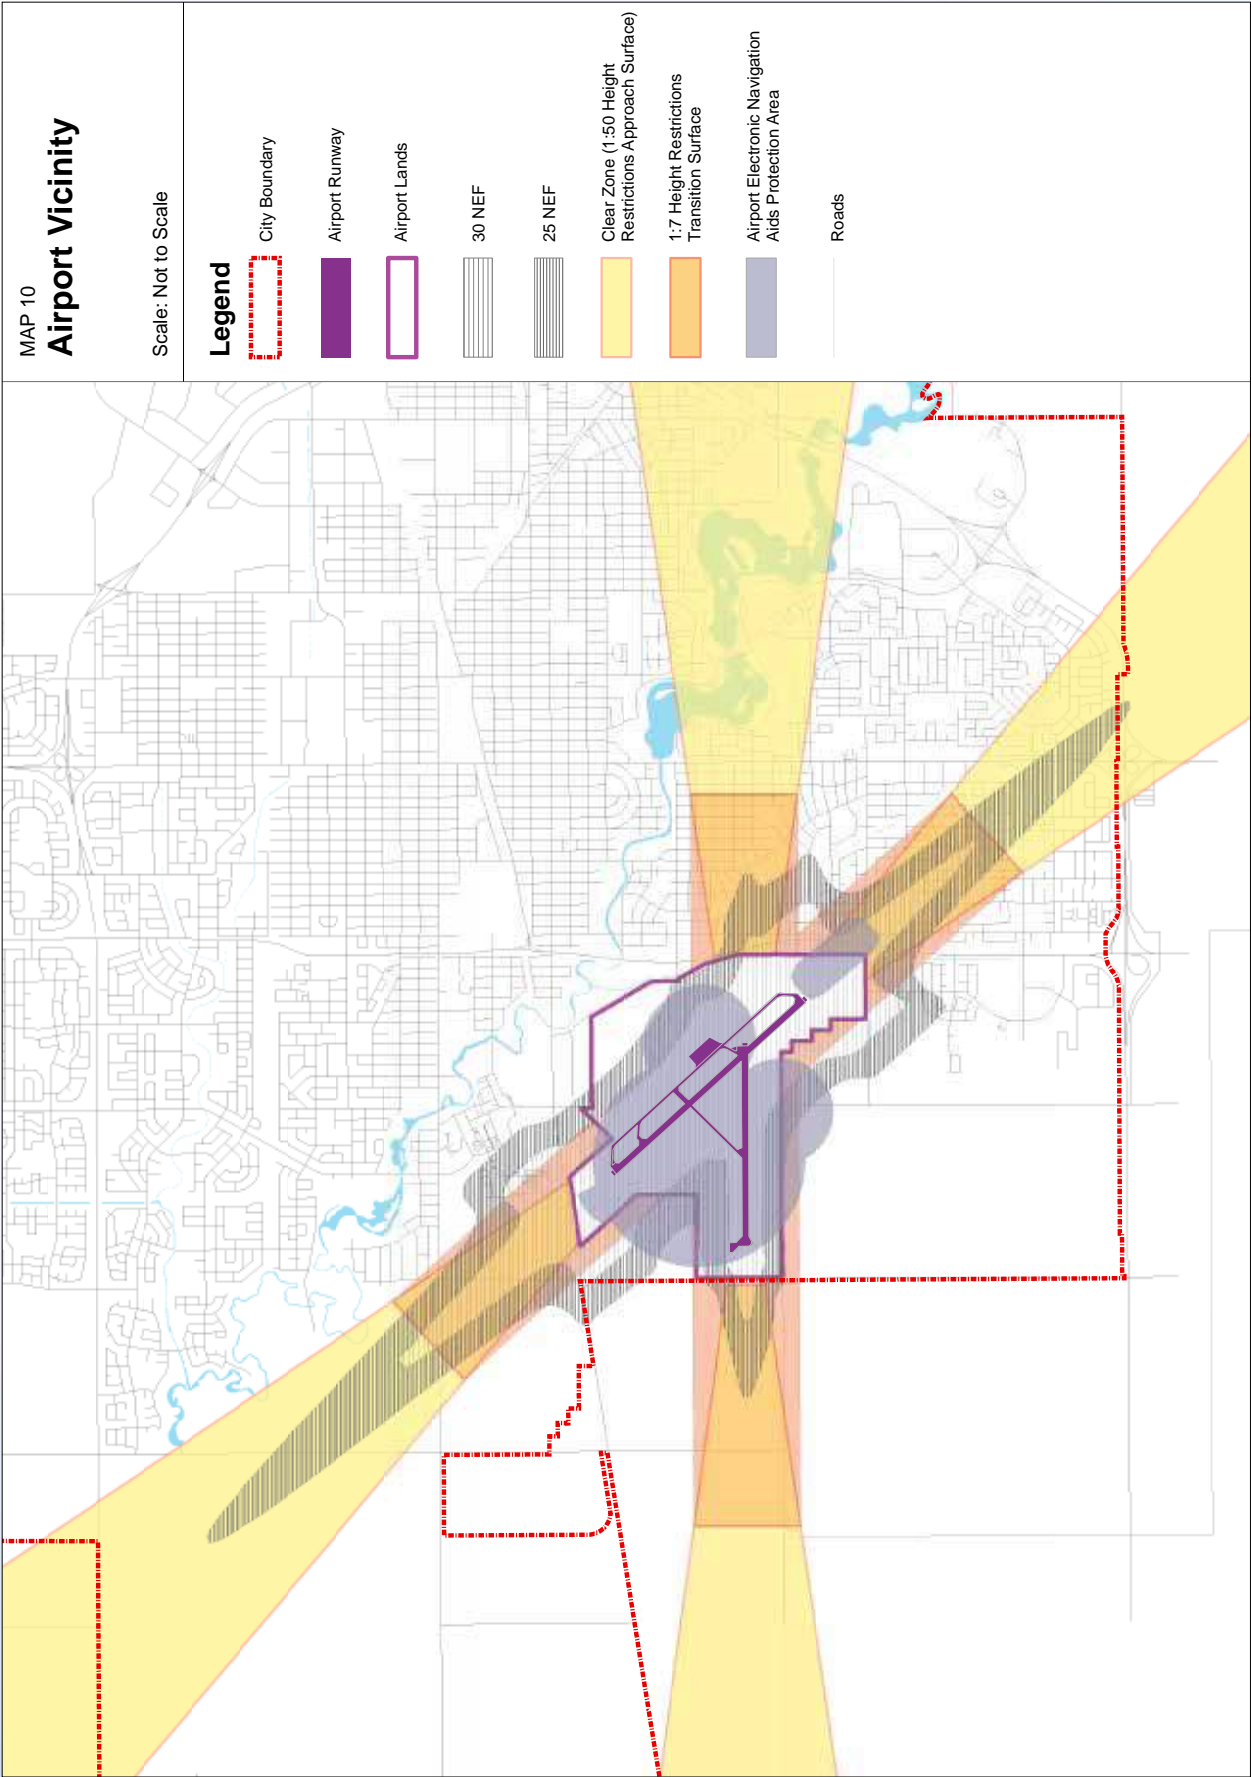 MAP 10
Airport Vicinity
Scale: Not to Scale
Legend
City Boundary
Airport Runway
Airport Lands
30 NEF
25 NEF
Clear Zone (1:50 Height
Restrictions Approach Surface)
1:7 Height Restrictions
Transition Surface
Airport Electronic Navigation
Aids Protection Area
Roads